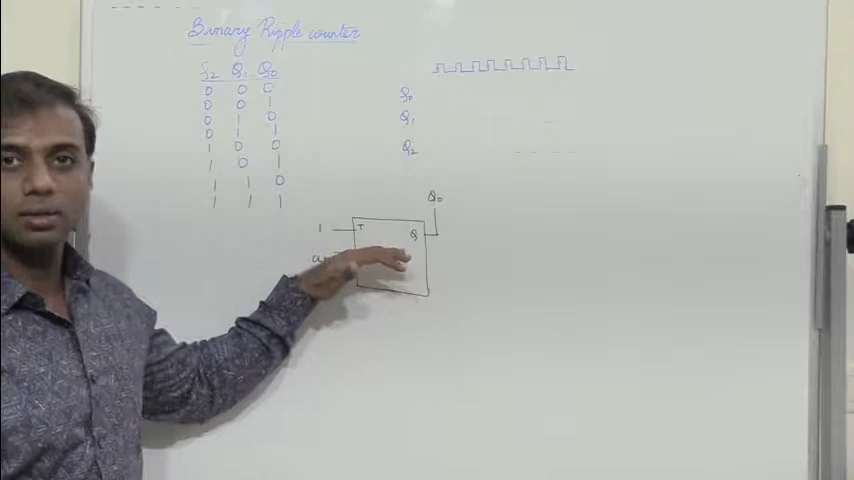 Binary Ripple counter
Q2 Q1 Q0
0 0 0
0 0 1
0 1 0
0 1 1
1 0 0
1 0 1
1 1 0
1 1 1
Q0
Q1
Q2
Q0
1 T Q